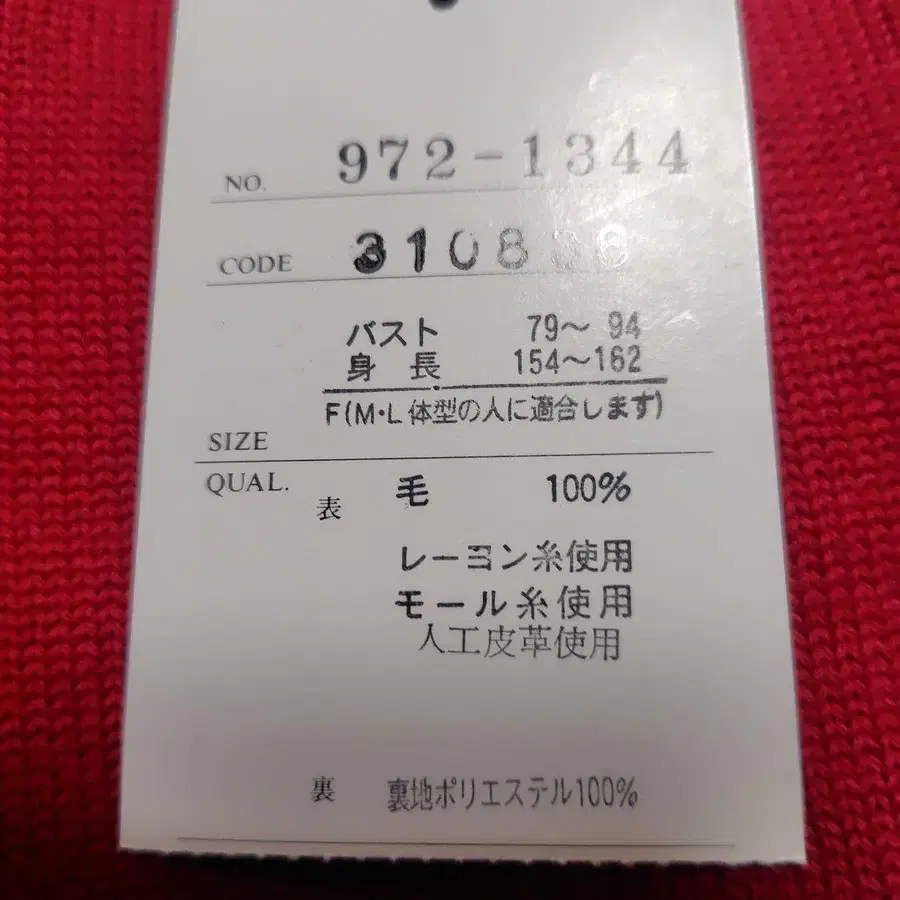 NO. 972-1344
CODE 310836
バスト 79～ 94
身長 154～162
F(M・L体型の人に適合します)
SIZE
QUAL.
表 毛 100%
レーヨン糸使用
モール糸使用
人工皮革使用
裏 裏地ポリエステル100%